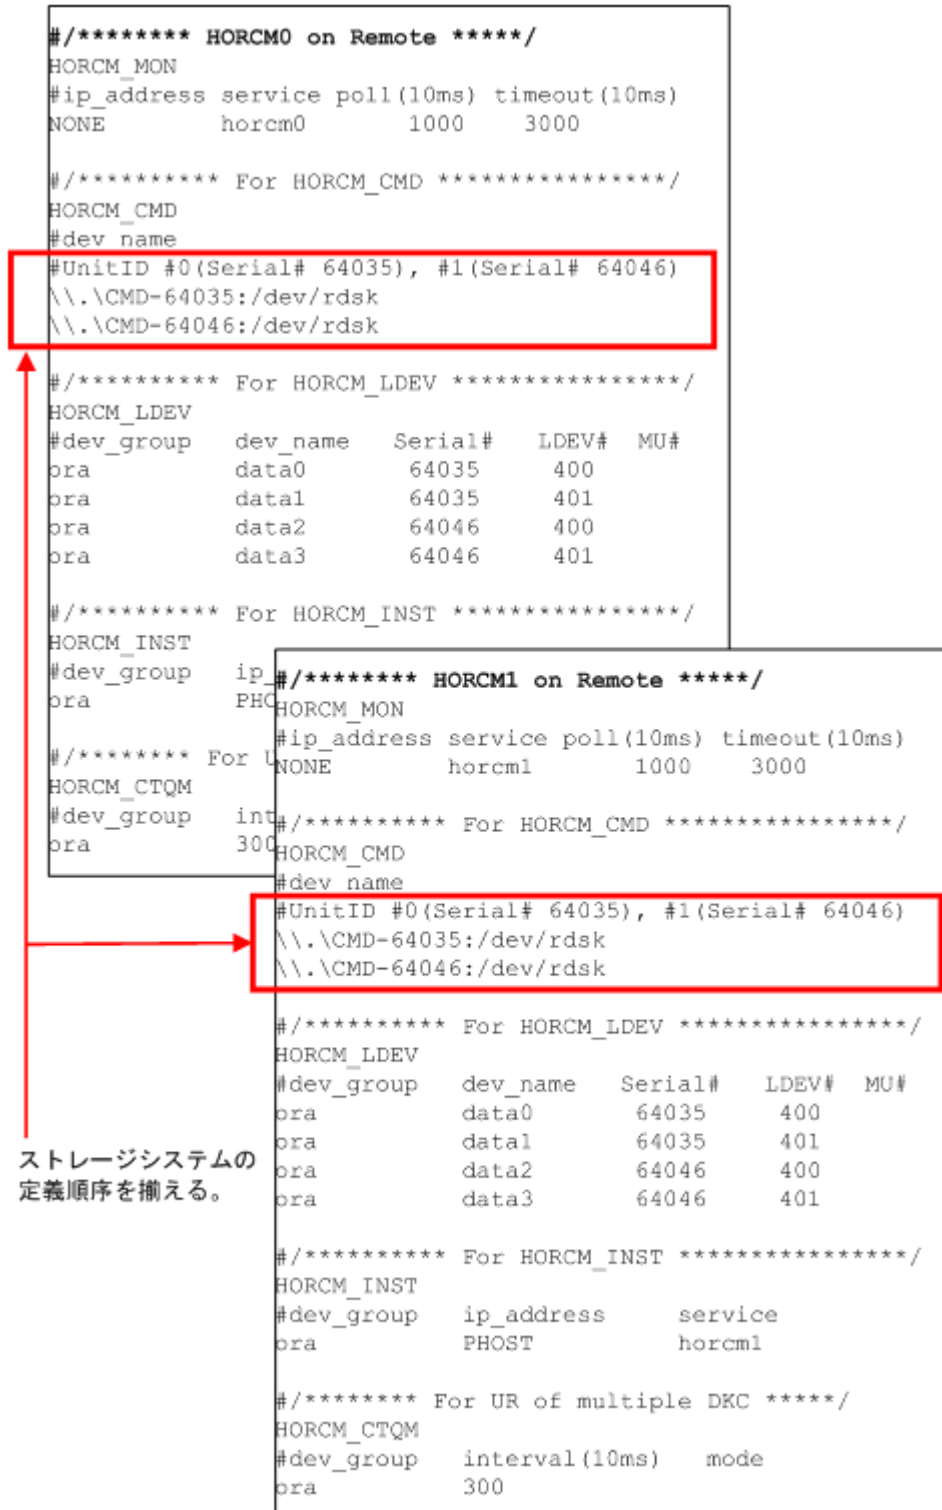 #/******** HORCM0 on Remote *****/
HORCM_MON
#ip_address service poll(10ms) timeout(10ms)
NONE horcm0 1000 3000
#/********** For HORCM_CMD ****************/
HORCM_CMD
#dev_name
#UnitID #0(Serial# 64035), #1(Serial# 64046)
\\.\CMD-64035:/dev/rdsk
\\.\CMD-64046:/dev/rdsk
#/********** For HORCM_LDEV ****************/
HORCM_LDEV
#dev_group dev_name Serial# LDEV# MU#
ora data0 64035 400
ora data1 64035 401
ora data2 64046 400
ora data3 64046 401
#/********** For HORCM_INST ****************/
HORCM_INST
#dev_group ip_
ora PHO
#/******** For U
HORCM_CTQM
#dev_group int
ora 300
#/******** HORCM1 on Remote *****/
HORCM_MON
#ip_address service poll(10ms) timeout(10ms)
NONE horcm1 1000 3000
#/********** For HORCM_CMD ****************/
HORCM_CMD
#dev_name
#UnitID #0(Serial# 64035), #1(Serial# 64046)
\\.\CMD-64035:/dev/rdsk
\\.\CMD-64046:/dev/rdsk
#/********** For HORCM_LDEV ****************/
HORCM_LDEV
#dev_group dev_name Serial# LDEV# MU#
ora data0 64035 400
ora data1 64035 401
ora data2 64046 400
ora data3 64046 401
#/********** For HORCM_INST ****************/
HORCM_INST
#dev_group ip_address service
ora PHOST horcm1
#/******** For UR of multiple DKC *****/
HORCM_CTQM
#dev_group interval(10ms) mode
ora 300
ストレージシステムの
定義順序を揃える。